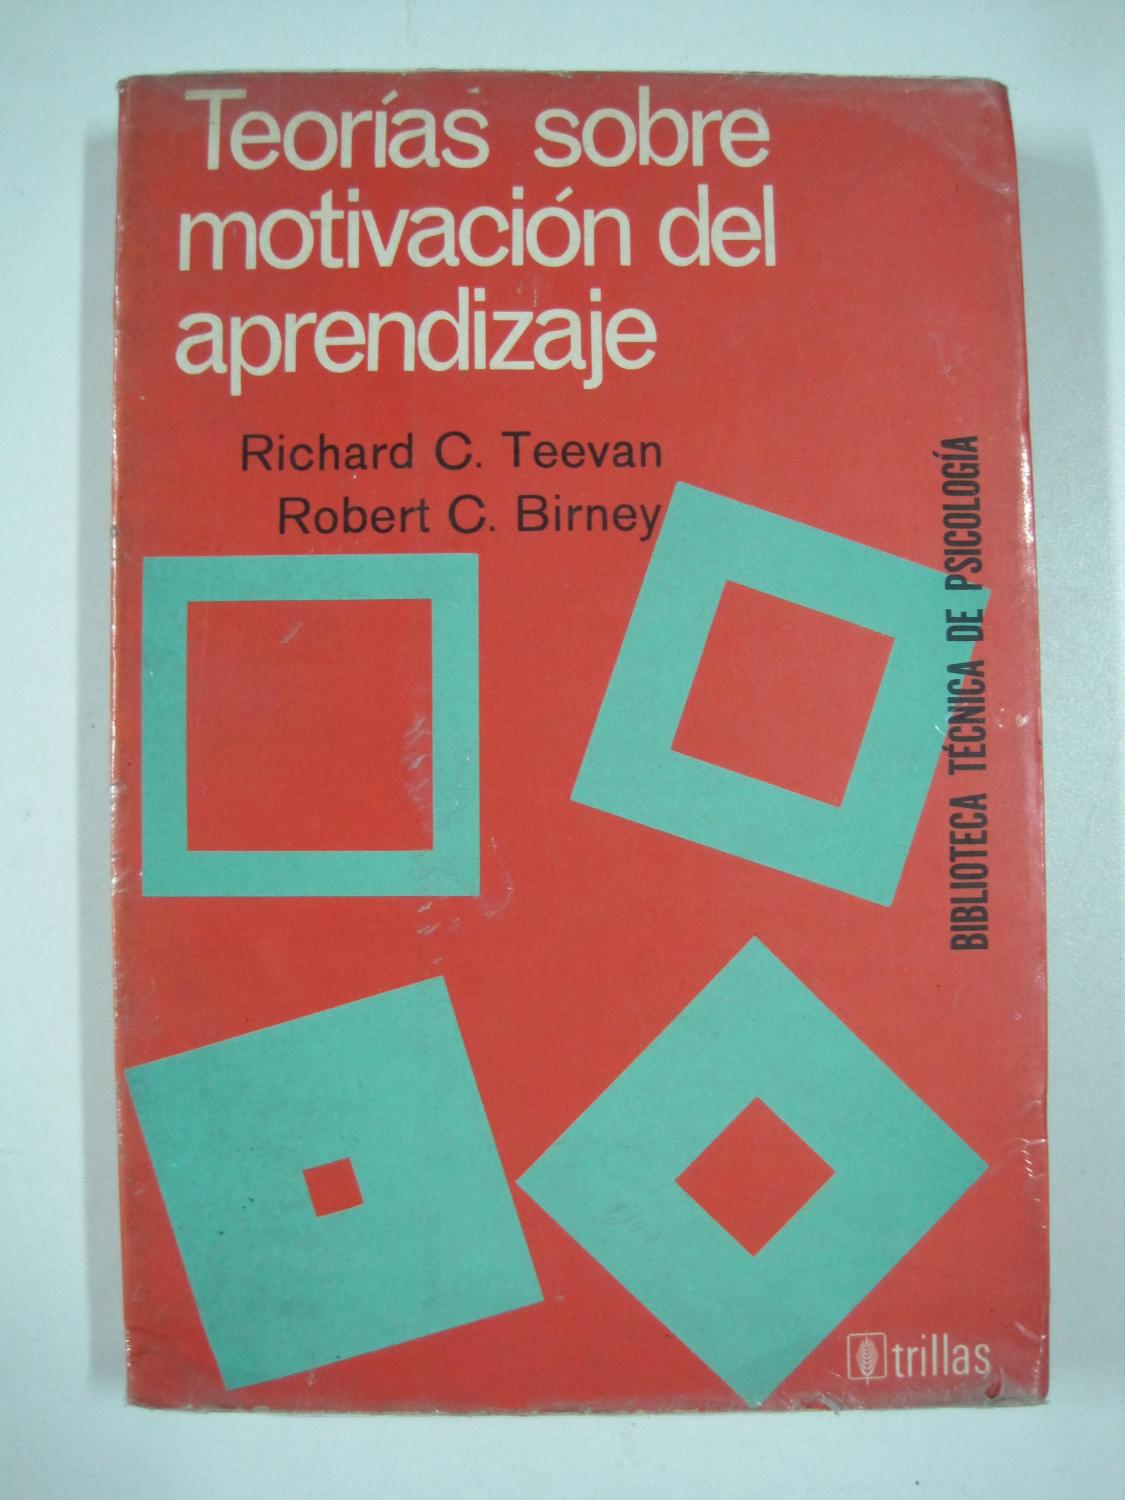 Teorías sobre
motivación del
aprendizaje
Richard C. Teevan
Robert C. Birney
BIBLIOTECA TÉCNICA DE PSICOLOGÍA
trillas